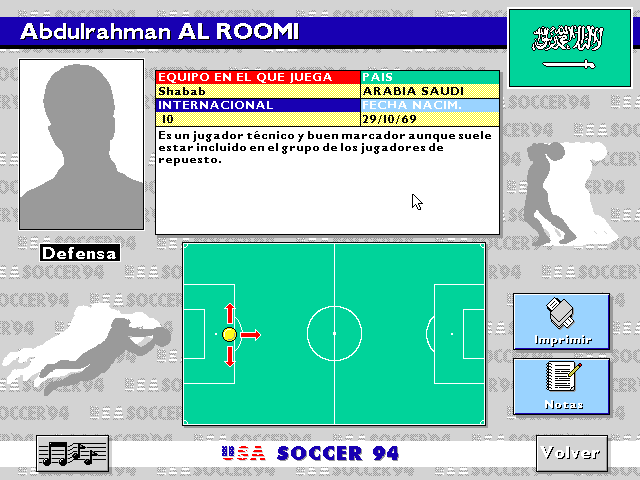 Abdulrahman AL ROOMI
EQUIPO EN EL QUE JUEGA
PAIS
Shabab
ARABIA SAUDI
INTERNACIONAL
FECHA NACIM.
10
29/10/69
Es un jugador técnico y buen marcador aunque suele
estar incluido en el grupo de los jugadores de
repuesto.
Defensa
Imprimir
Notas
USA SOCCER 94
Volver